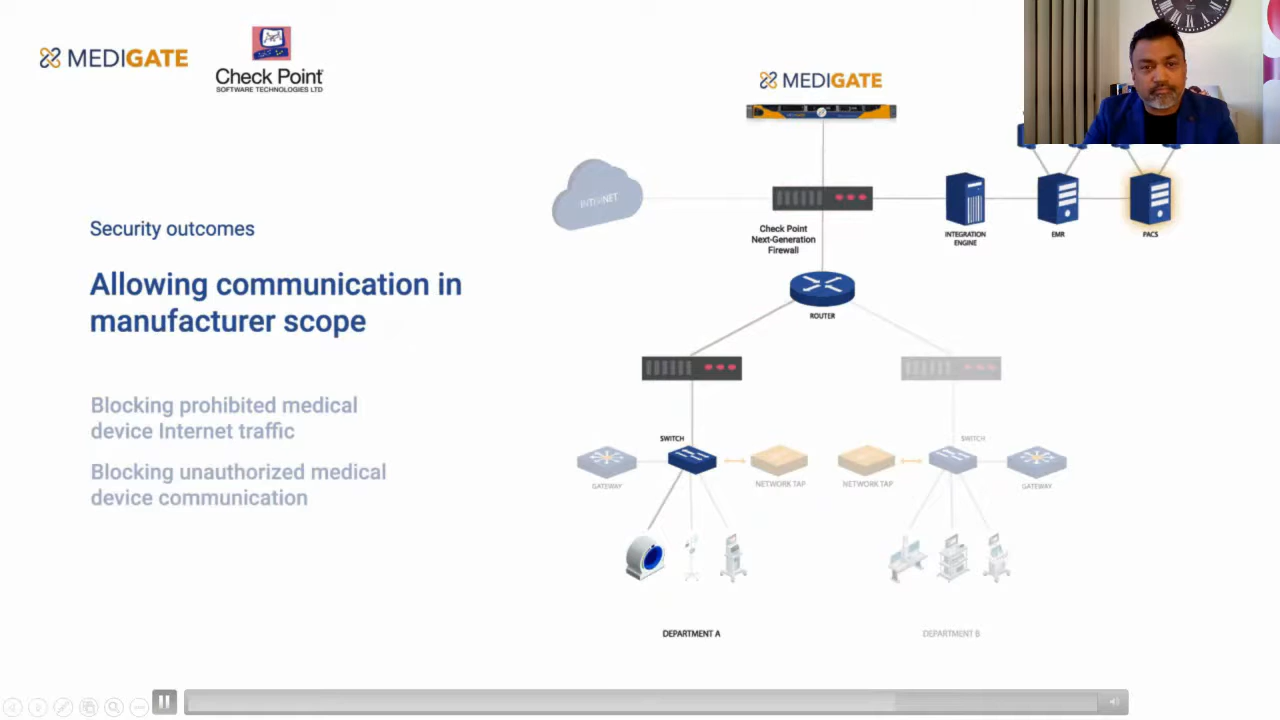 MEDIGATE
Check Point
SOFTWARE TECHNOLOGIES LTD
Security outcomes
Allowing communication in
manufacturer scope
Blocking prohibited medical
device Internet traffic
Blocking unauthorized medical
device communication
MEDIGATE
INTERNET
Check Point
Next-Generation
Firewall
INTEGRATION
ENGINE
EMR
PACS
ROUTER
SWITCH
SWITCH
GATEWAY
NETWORK TAP
NETWORK TAP
GATEWAY
DEPARTMENT A
DEPARTMENT B